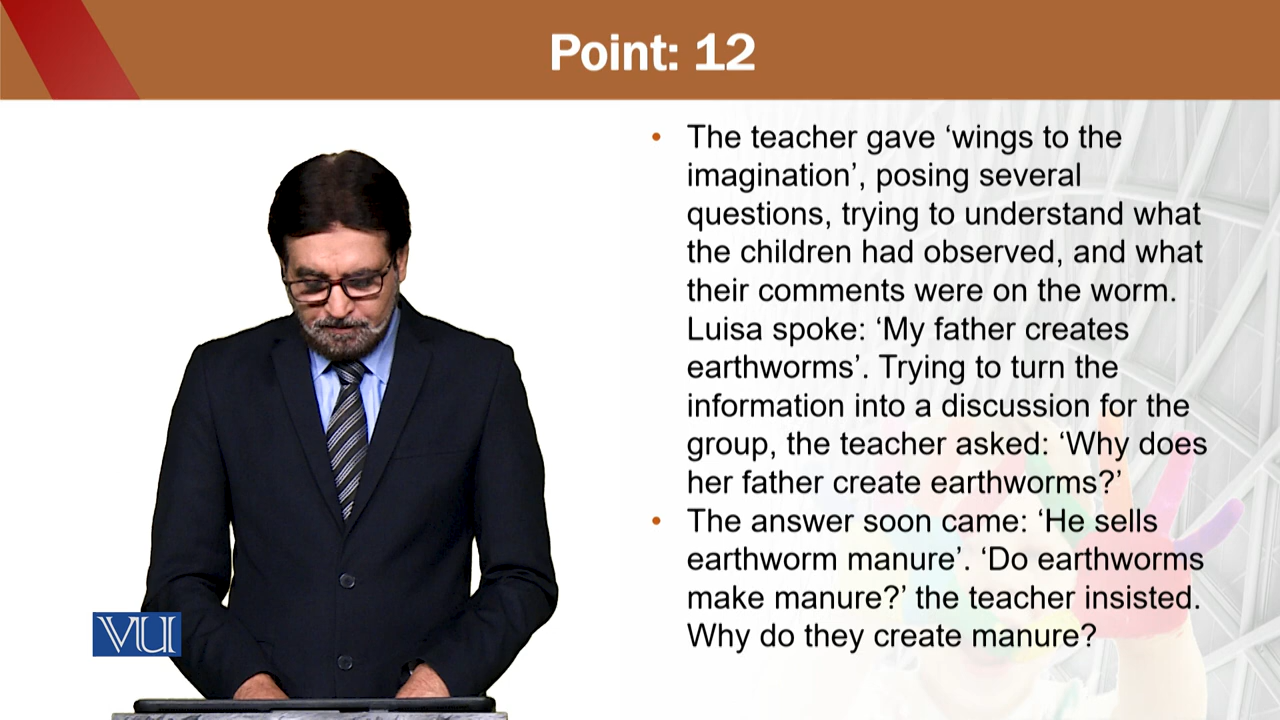 Point: 12
• The teacher gave ‘wings to the
imagination’, posing several
questions, trying to understand what
the children had observed, and what
their comments were on the worm.
Luisa spoke: ‘My father creates
earthworms’. Trying to turn the
information into a discussion for the
group, the teacher asked: ‘Why does
her father create earthworms?’
• The answer soon came: ‘He sells
earthworm manure’. ‘Do earthworms
make manure?’ the teacher insisted.
Why do they create manure?
VU